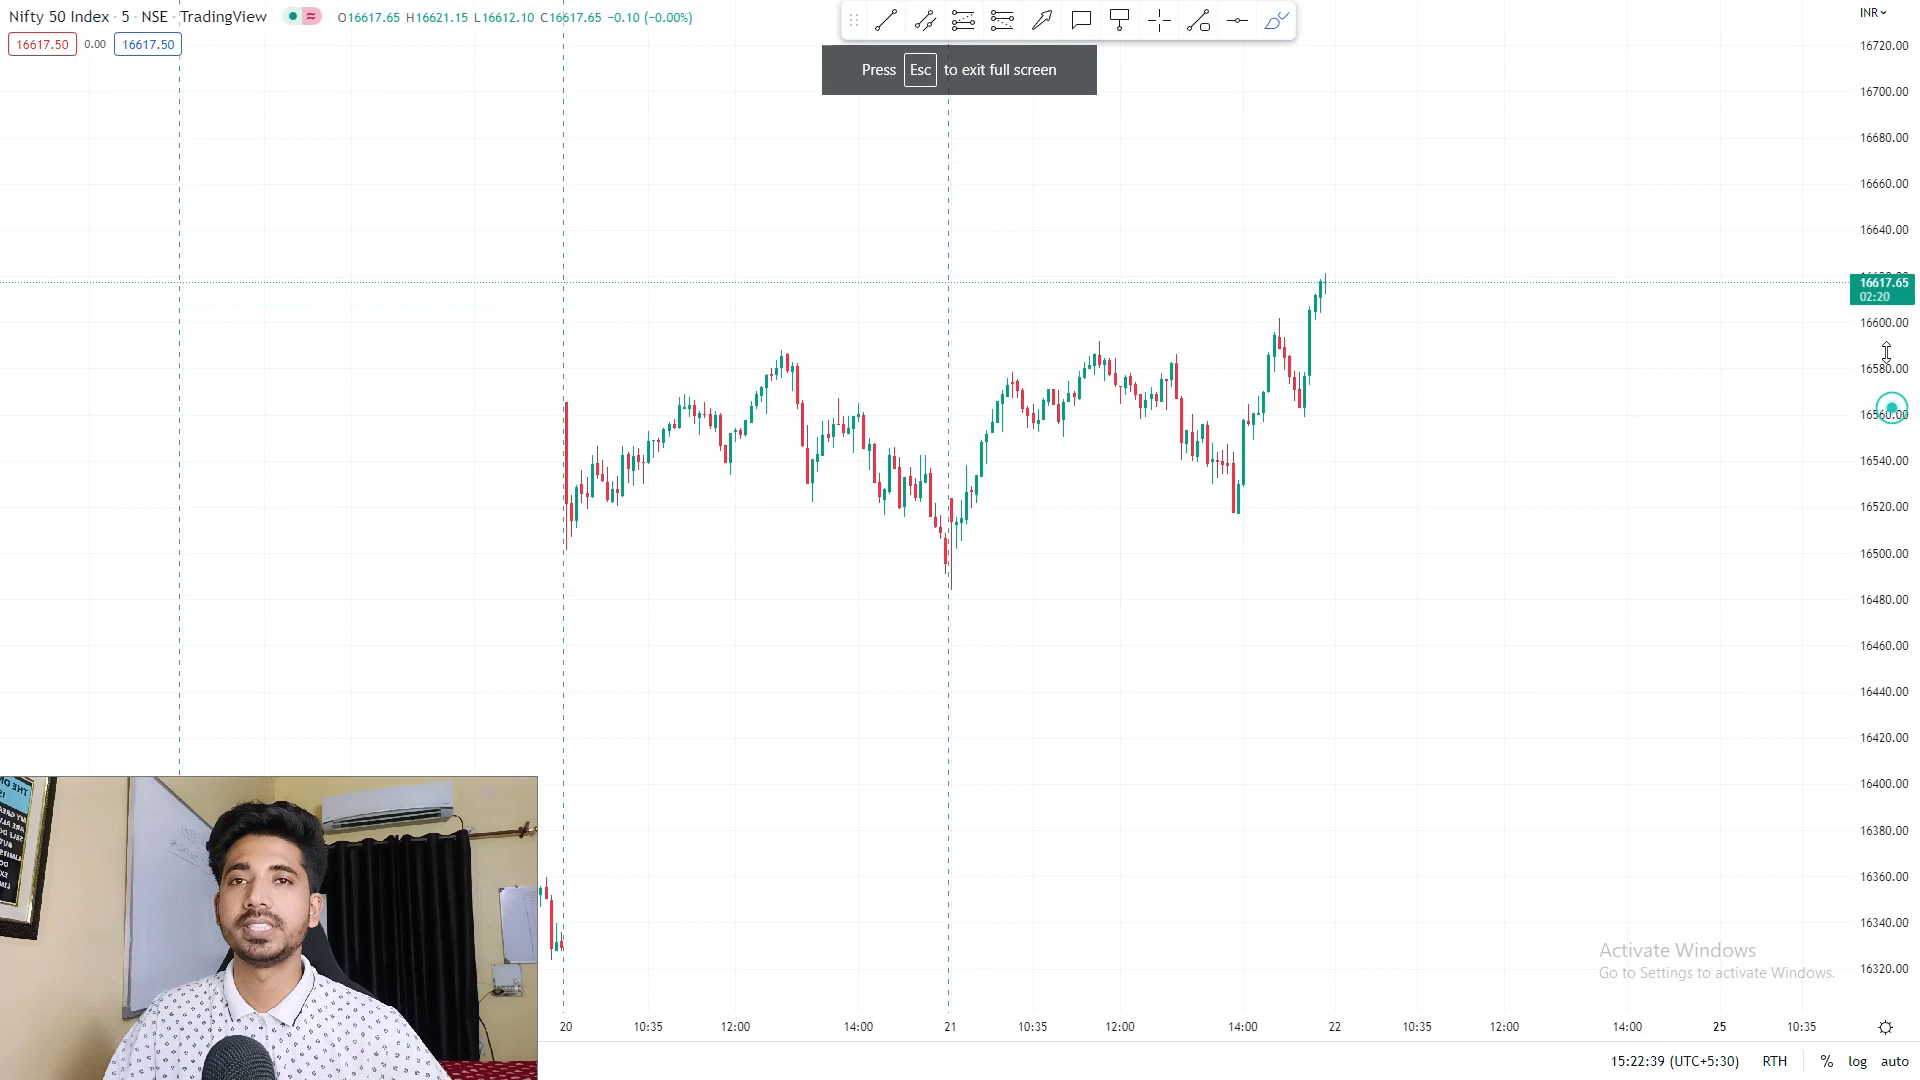 Nifty 50 Index · 5 · NSE · TradingView
O16617.65 H16621.15 L16612.10 C16617.65 −0.10 (−0.00%)
16617.50 0.00 16617.50
Press Esc to exit full screen
INR
16720.00
16700.00
16680.00
16660.00
16640.00
16617.65
02:20
16600.00
16580.00
16560.00
16540.00
16520.00
16500.00
16480.00
16460.00
16440.00
16420.00
16400.00
16380.00
16360.00
16340.00
16320.00
Activate Windows
Go to Settings to activate Windows.
20 10:35 12:00 14:00 21 10:35 12:00 14:00 22 10:35 12:00 14:00 25 10:35
15:22:39 (UTC+5:30) RTH % log auto